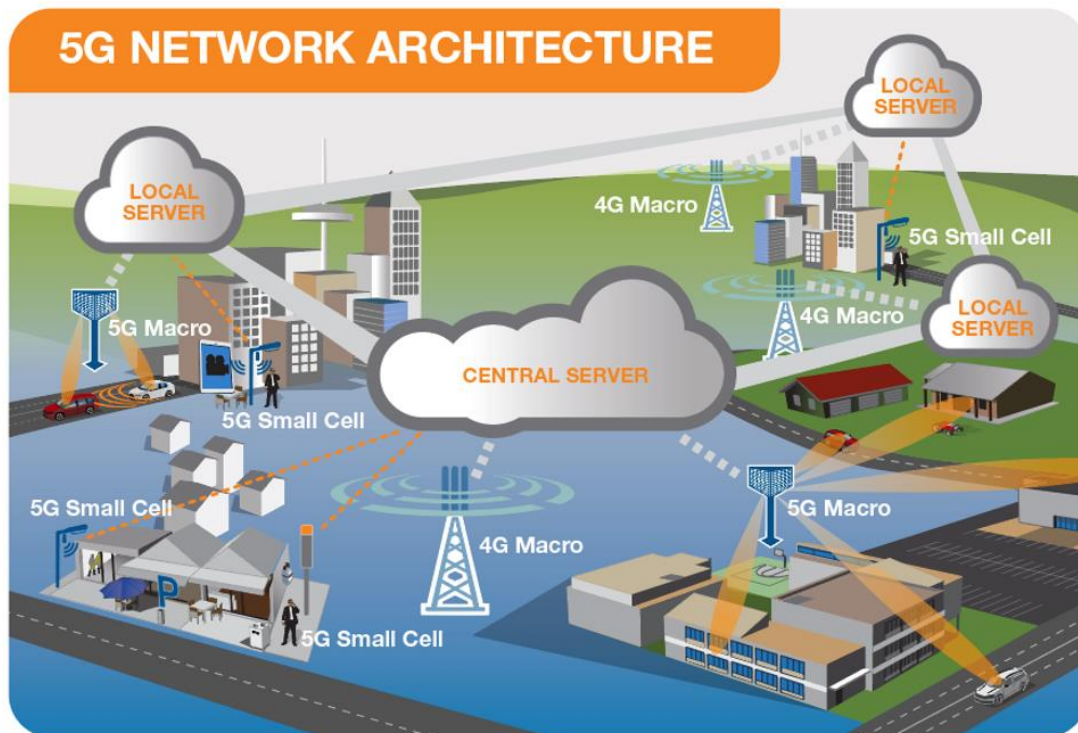 5G NETWORK ARCHITECTURE
LOCAL
SERVER
LOCAL
SERVER
4G Macro
5G Small Cell
4G Macro
LOCAL
SERVER
5G Macro
CENTRAL SERVER
5G Small Cell
5G Small Cell
P
4G Macro
5G Macro
5G Small Cell